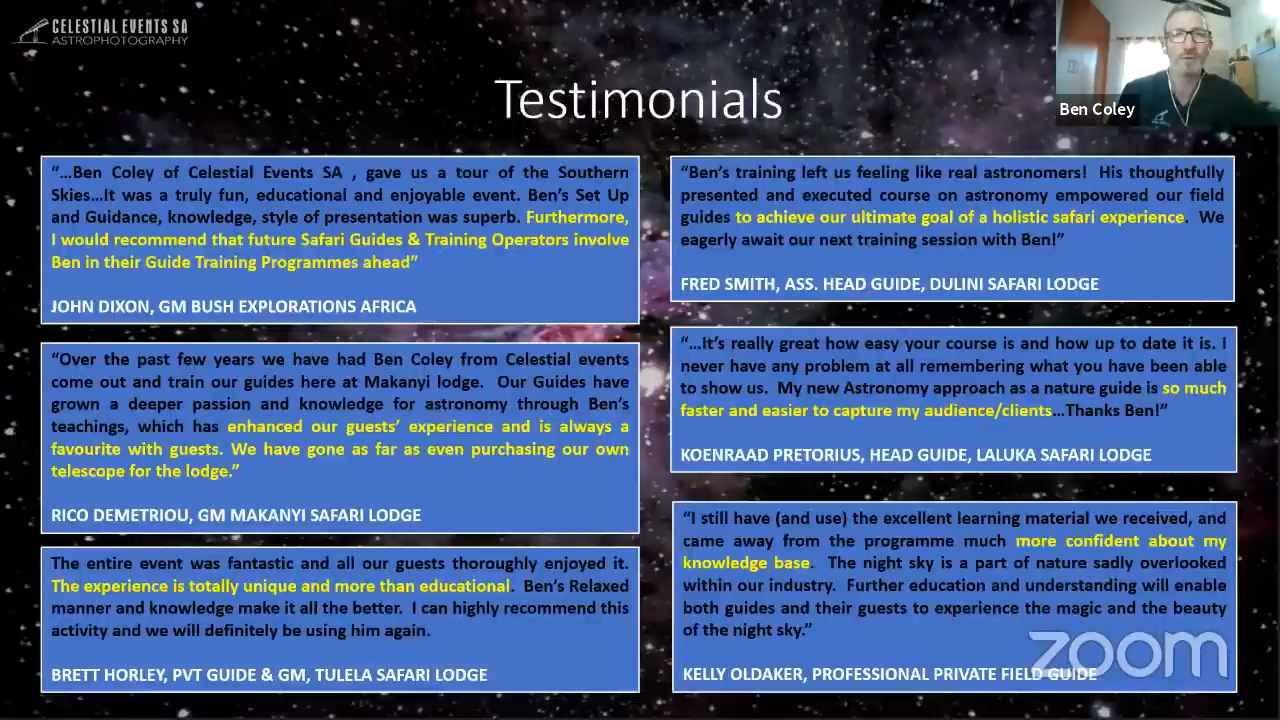 CELESTIAL EVENTS SA
ASTROPHOTOGRAPHY
Testimonials
Ben Coley
“…Ben Coley of Celestial Events SA , gave us a tour of the Southern
Skies…It was a truly fun, educational and enjoyable event. Ben’s Set Up
and Guidance, knowledge, style of presentation was superb. Furthermore,
I would recommend that future Safari Guides & Training Operators involve
Ben in their Guide Training Programmes ahead”
JOHN DIXON, GM BUSH EXPLORATIONS AFRICA
“Over the past few years we have had Ben Coley from Celestial events
come out and train our guides here at Makanyi lodge. Our Guides have
grown a deeper passion and knowledge for astronomy through Ben’s
teachings, which has enhanced our guests’ experience and is always a
favourite with guests. We have gone as far as even purchasing our own
telescope for the lodge.”
RICO DEMETRIOU, GM MAKANYI SAFARI LODGE
The entire event was fantastic and all our guests thoroughly enjoyed it.
The experience is totally unique and more than educational. Ben’s Relaxed
manner and knowledge make it all the better. I can highly recommend this
activity and we will definitely be using him again.
BRETT HORLEY, PVT GUIDE & GM, TULELA SAFARI LODGE
“Ben’s training left us feeling like real astronomers! His thoughtfully
presented and executed course on astronomy empowered our field
guides to achieve our ultimate goal of a holistic safari experience. We
eagerly await our next training session with Ben!”
FRED SMITH, ASS. HEAD GUIDE, DULINI SAFARI LODGE
“…It’s really great how easy your course is and how up to date it is. I
never have any problem at all remembering what you have been able
to show us. My new Astronomy approach as a nature guide is so much
faster and easier to capture my audience/clients…Thanks Ben!”
KOENRAAD PRETORIUS, HEAD GUIDE, LALUKA SAFARI LODGE
“I still have (and use) the excellent learning material we received, and
came away from the programme much more confident about my
knowledge base. The night sky is a part of nature sadly overlooked
within our industry. Further education and understanding will enable
both guides and their guests to experience the magic and the beauty
of the night sky.”
KELLY OLDAKER, PROFESSIONAL PRIVATE FIELD GUIDE
zoom